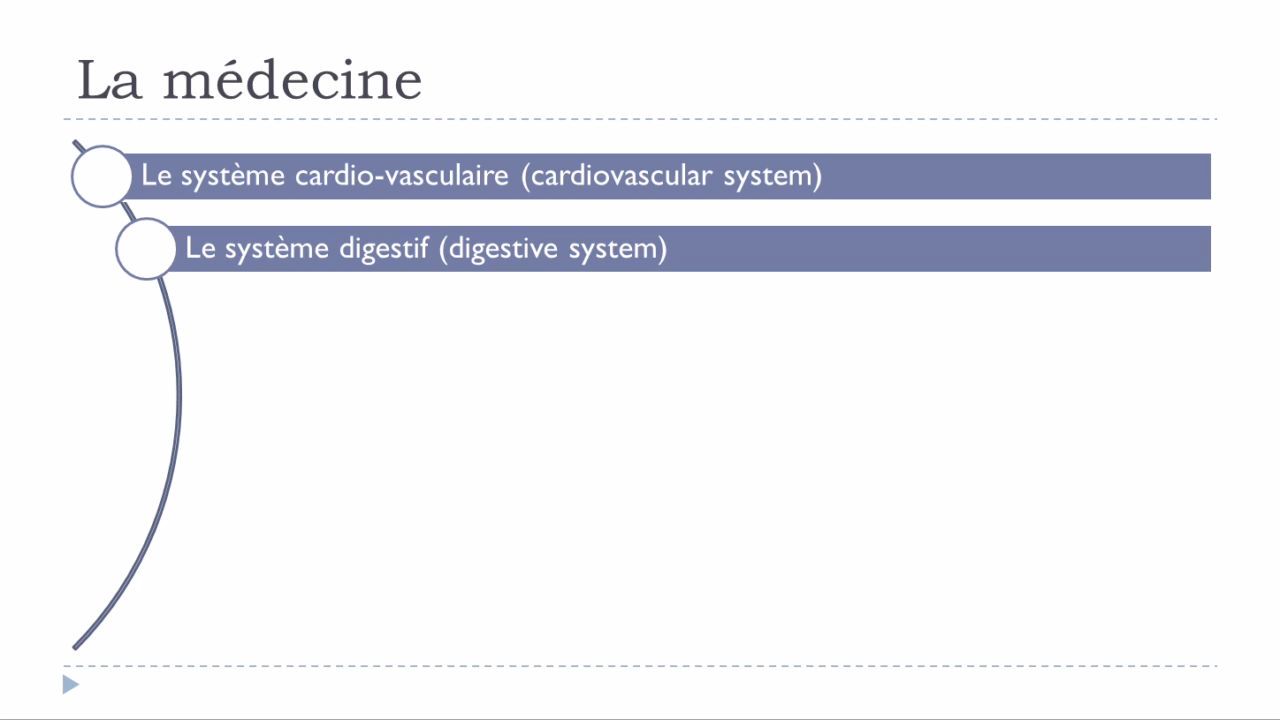 La médecine
Le système cardio-vasculaire (cardiovascular system)
Le système digestif (digestive system)